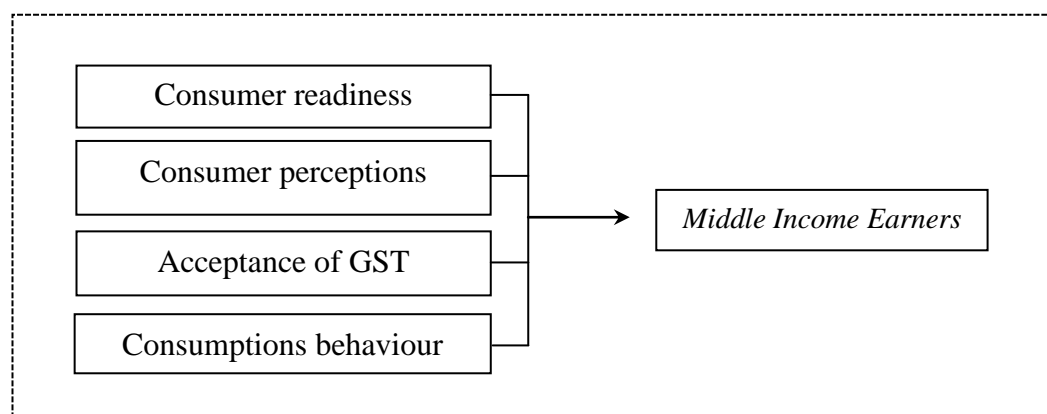 Consumer readiness
Consumer perceptions
Acceptance of GST
Consumptions behaviour
Middle Income Earners